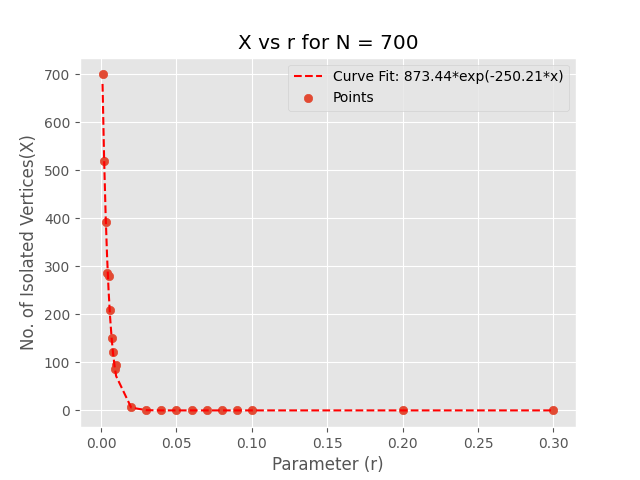 X vs r for N = 700
Curve Fit: 873.44*exp(-250.21*x)
Points
No. of Isolated Vertices(X)
700
600
500
400
300
200
100
0
0.00 0.05 0.10 0.15 0.20 0.25 0.30
Parameter (r)